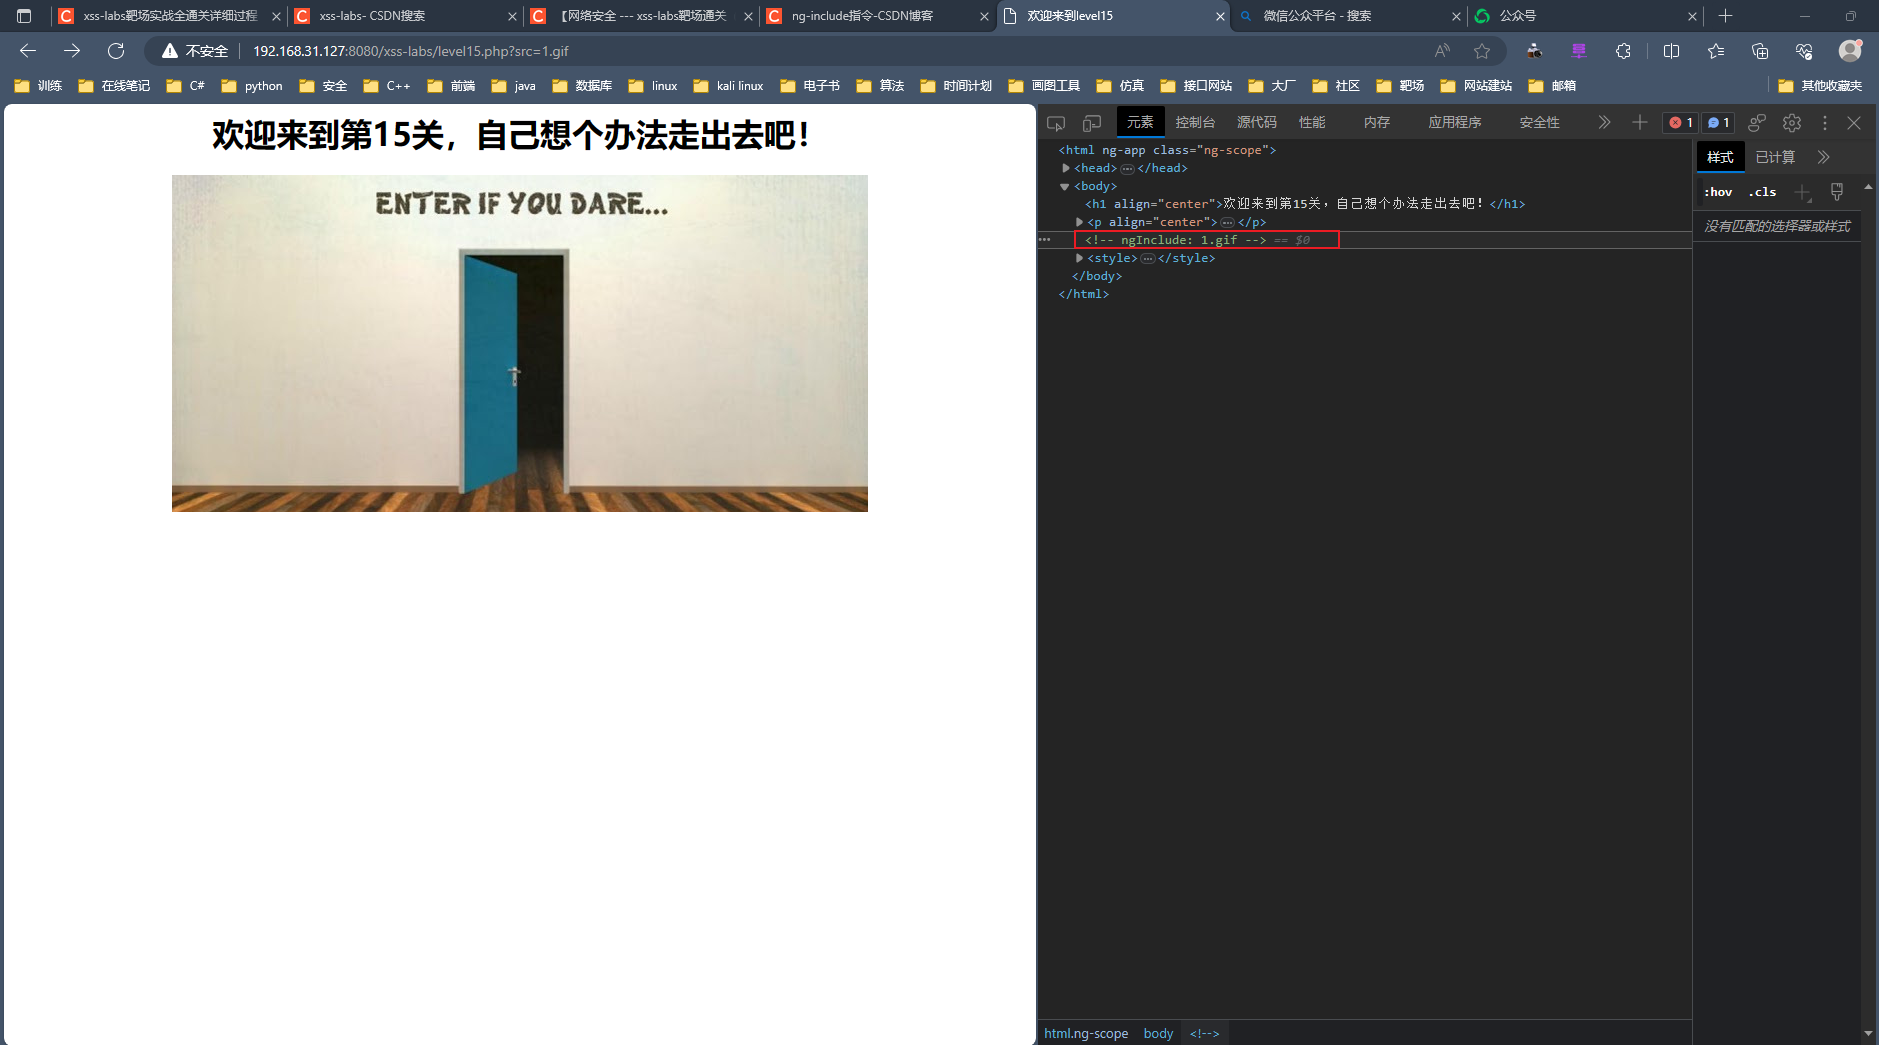 xss-labs靶场实战全通关详细过程
xss-labs- CSDN搜索
【网络安全 --- xss-labs靶场通关
ng-include指令-CSDN博客
欢迎来到level15
微信公众平台 - 搜索
公众号
不安全
192.168.31.127:8080/xss-labs/level15.php?src=1.gif
训练 在线笔记 C# python 安全 C++ 前端 java 数据库 linux kali linux 电子书 算法 时间计划 画图工具 仿真 接口网站 大厂 社区 靶场 网站建站 邮箱 其他收藏夹
欢迎来到第15关，自己想个办法走出去吧！
ENTER IF YOU DARE...
元素 控制台 源代码 性能 内存 应用程序 安全性 1 1
<html ng-app class="ng-scope">
<head>…</head>
<body>
<h1 align="center">欢迎来到第15关，自己想个办法走出去吧！</h1>
<p align="center">…</p>
<!-- ngInclude: 1.gif --> == $0
<style>…</style>
</body>
</html>
样式 已计算
:hov .cls
没有匹配的选择器或样式
html.ng-scope body <!-->